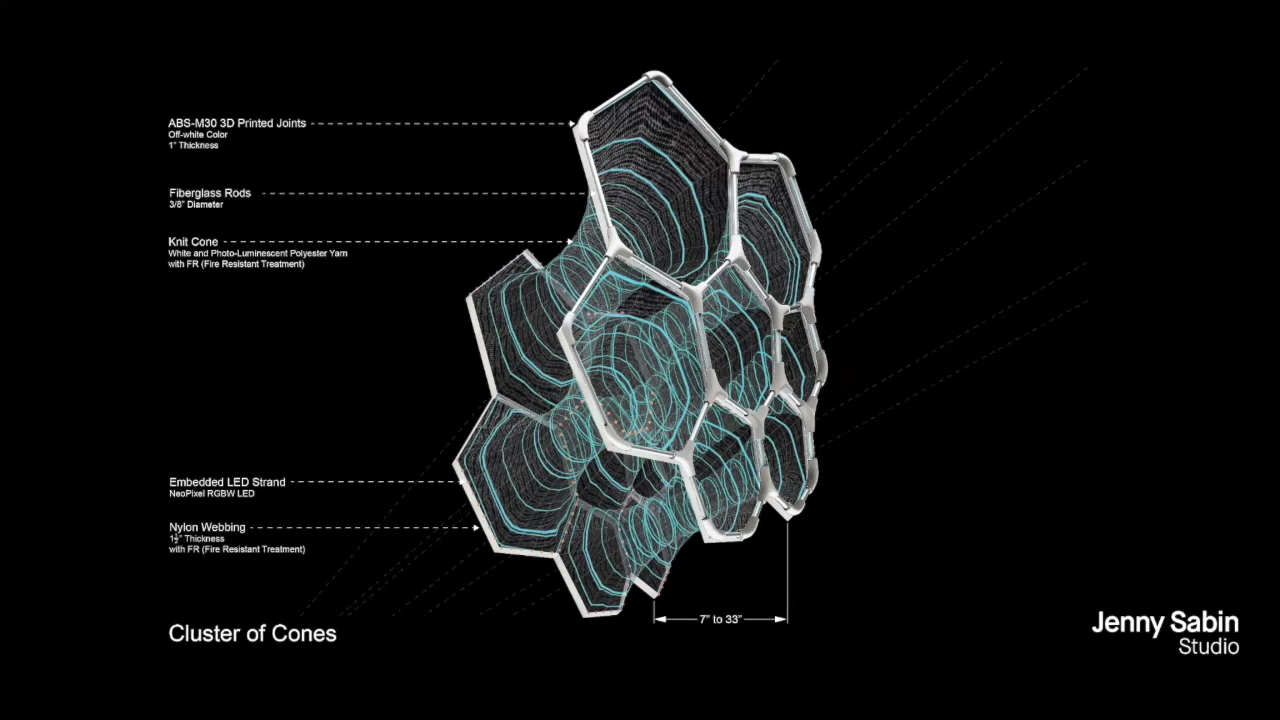 ABS-M30 3D Printed Joints
Off-white Color
1" Thickness
Fiberglass Rods
3/8" Diameter
Knit Cone
White and Photo-Luminescent Polyester Yarn
with FR (Fire Resistant Treatment)
Embedded LED Strand
NeoPixel RGBW LED
Nylon Webbing
1½" Thickness
with FR (Fire Resistant Treatment)
7" to 33"
Cluster of Cones
Jenny Sabin
Studio